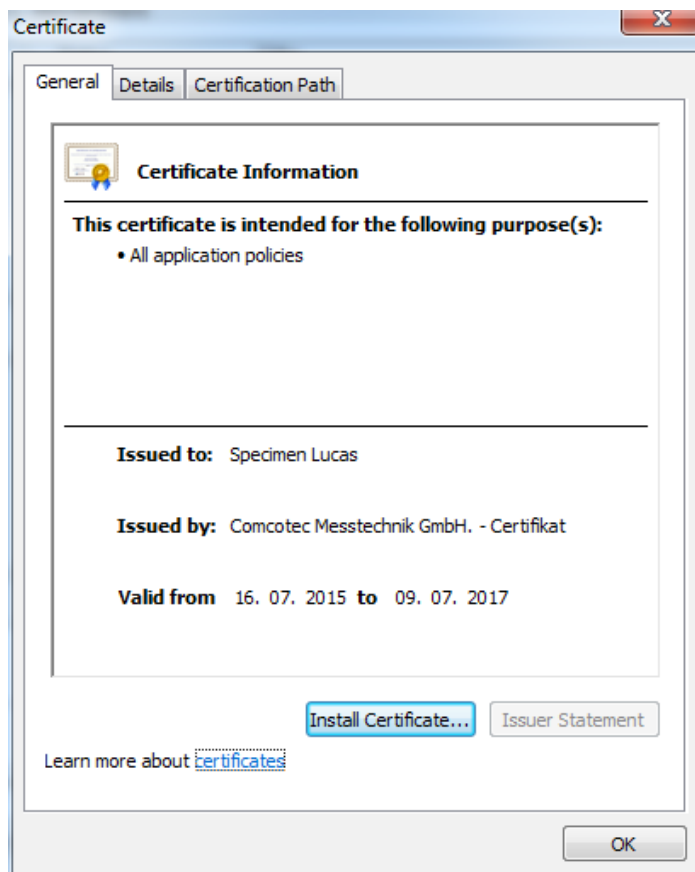 Certificate
General Details Certification Path
Certificate Information
This certificate is intended for the following purpose(s):
• All application policies
Issued to: Specimen Lucas
Issued by: Comcotec Messtechnik GmbH. - Certifikat
Valid from 16. 07. 2015 to 09. 07. 2017
Install Certificate... Issuer Statement
Learn more about certificates
OK